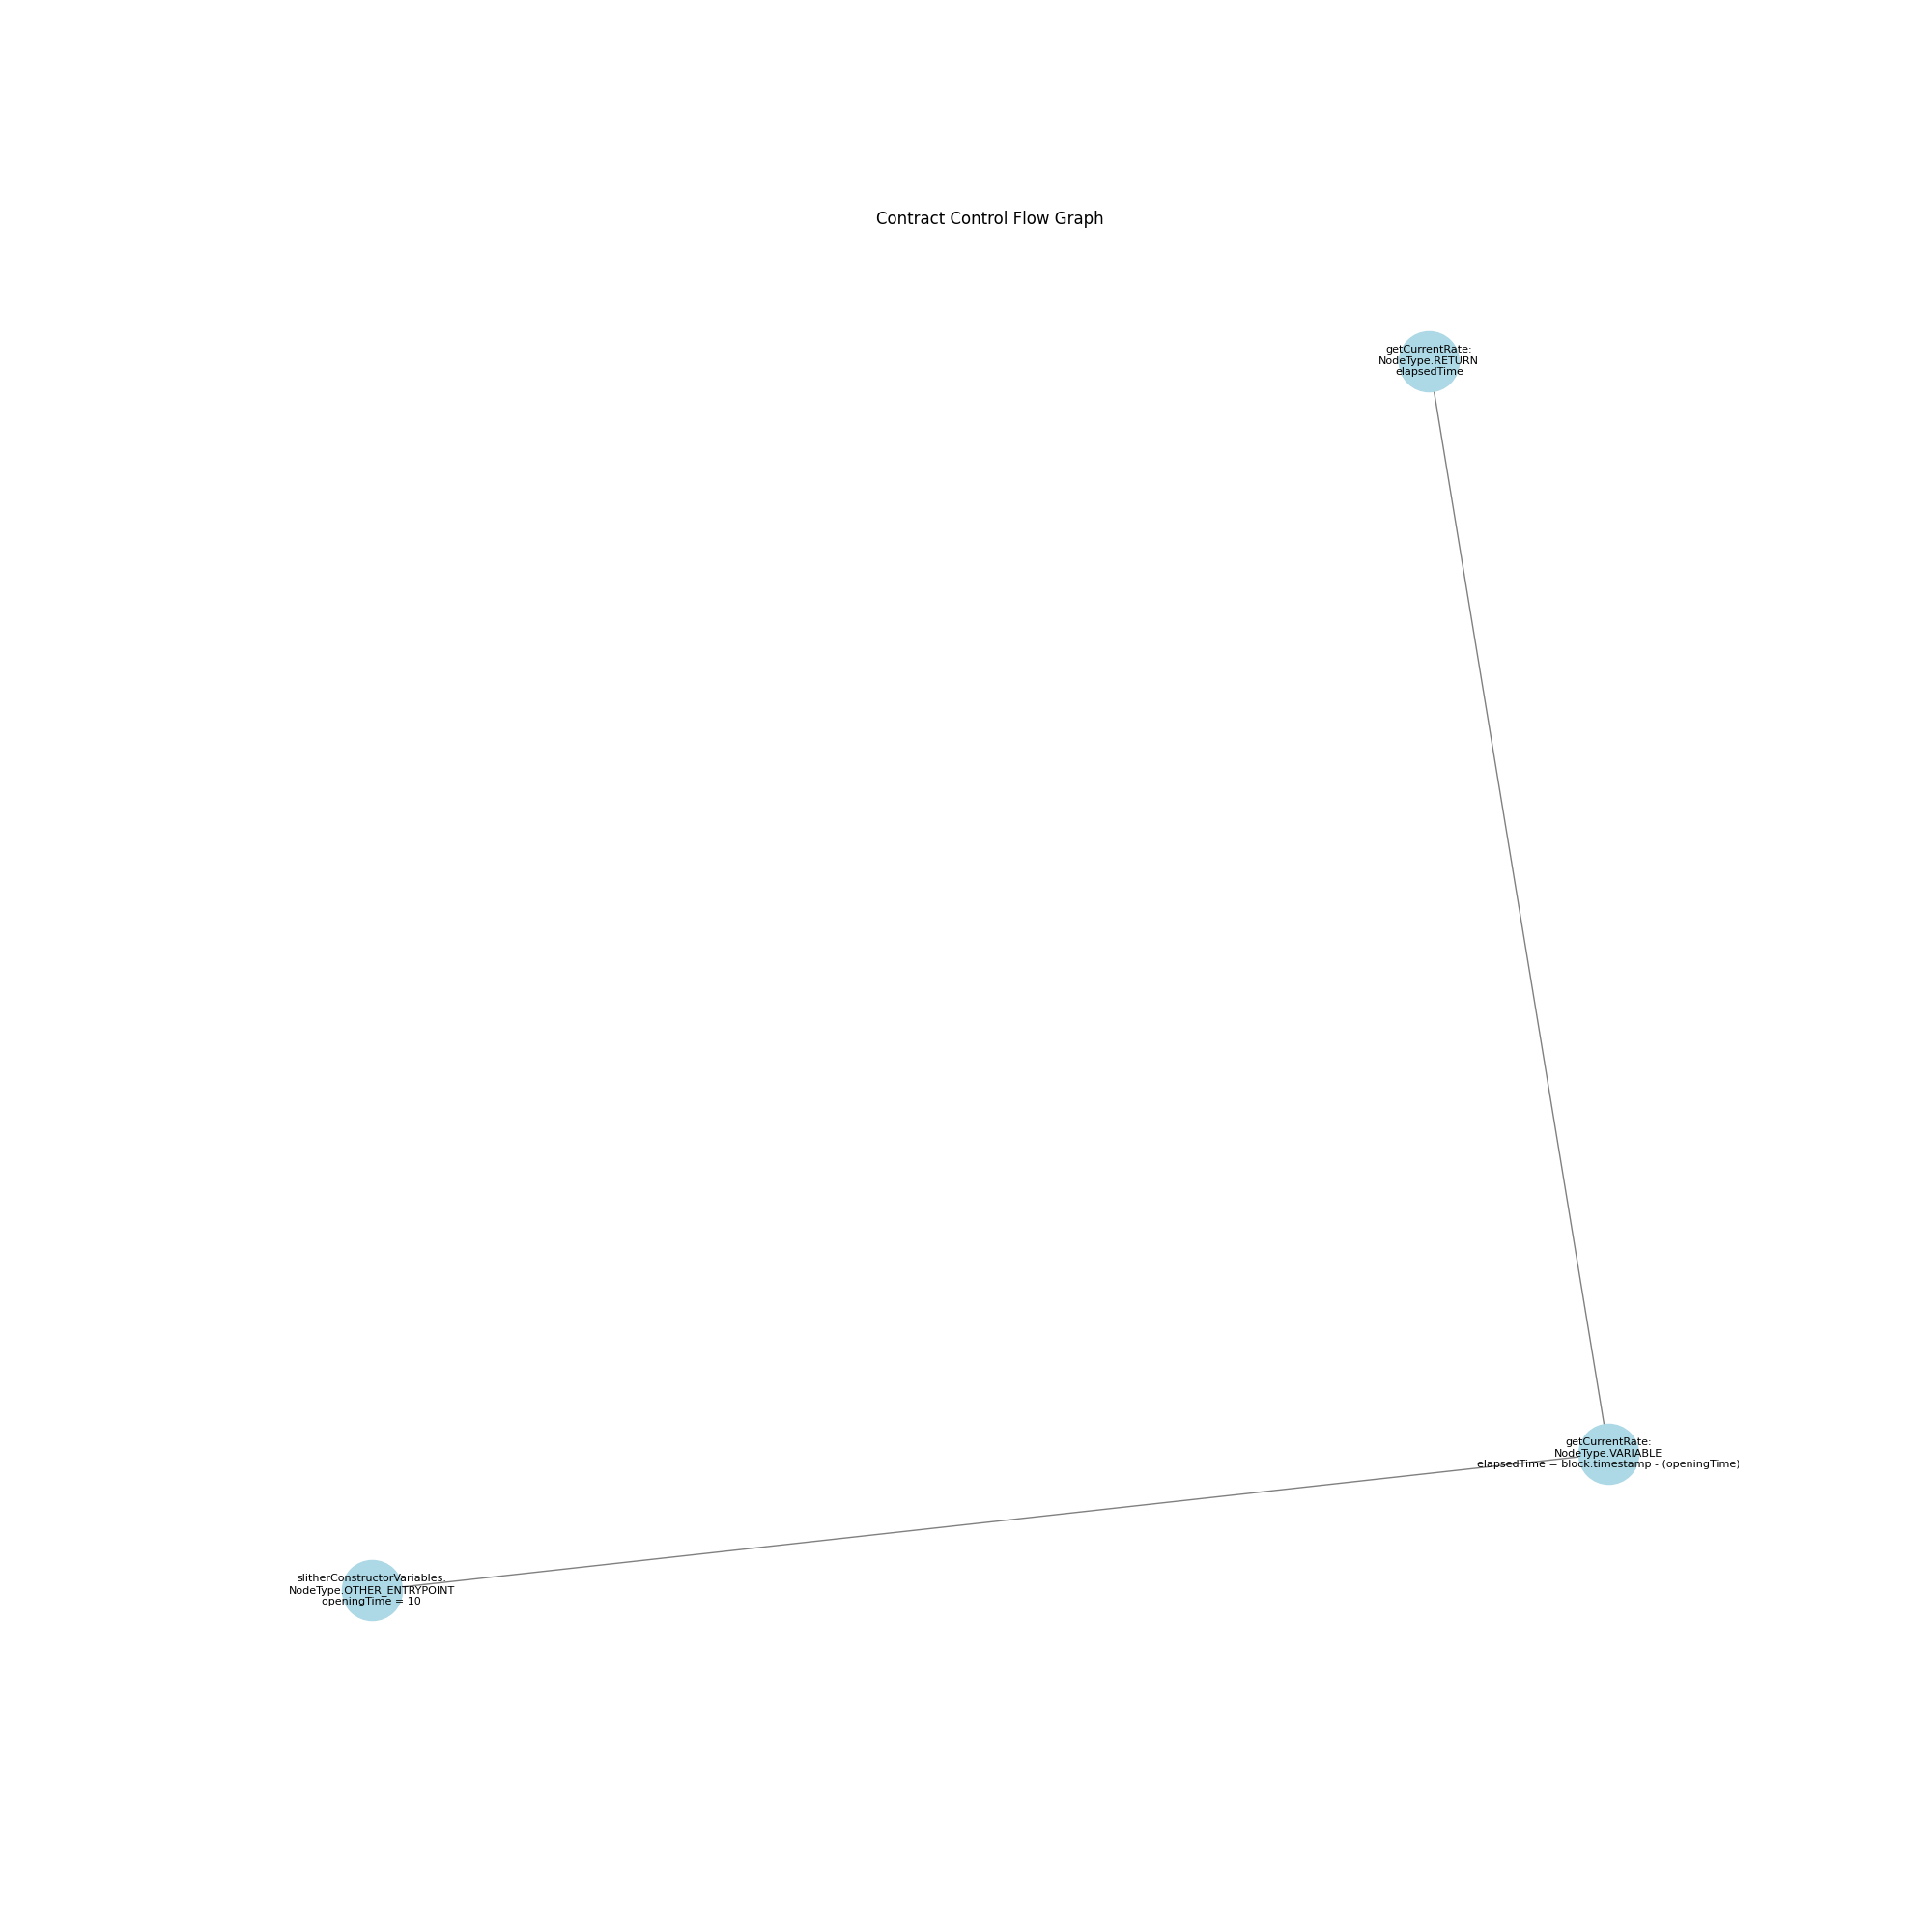 Contract Control Flow Graph
getCurrentRate:
NodeType.RETURN
elapsedTime
getCurrentRate:
NodeType.VARIABLE
elapsedTime = block.timestamp - (openingTime)
slitherConstructorVariables:
NodeType.OTHER_ENTRYPOINT
openingTime = 10